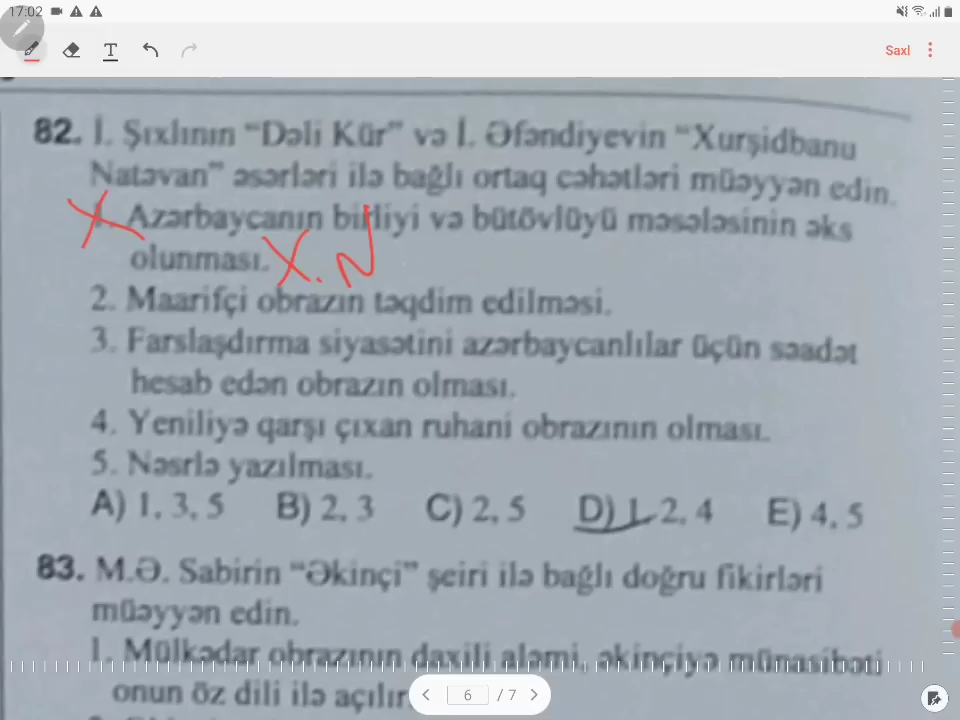 17:02
Saxl
82. İ. Şıxlının “Dəli Kür” və İ. Əfəndiyevin “Xurşidbanu
Natəvan” əsərləri ilə bağlı ortaq cəhətləri müəyyən edin.
1. Azərbaycanın birliyi və bütövlüyü məsələsinin əks
olunması. X. N
2. Maarifçi obrazın təqdim edilməsi.
3. Farslaşdırma siyasətini azərbaycanlılar üçün səadət
hesab edən obrazın olması.
4. Yeniliyə qarşı çıxan ruhani obrazının olması.
5. Nəsrlə yazılması.
A) 1, 3, 5 B) 2, 3 C) 2, 5 D) 1, 2, 4 E) 4, 5
83. M.Ə. Sabirin “Əkinçi” şeiri ilə bağlı doğru fikirləri
müəyyən edin.
1. Mülkədar obrazının daxili aləmi, əkinçiyə münasibəti
onun öz dili ilə açılır
6 / 7